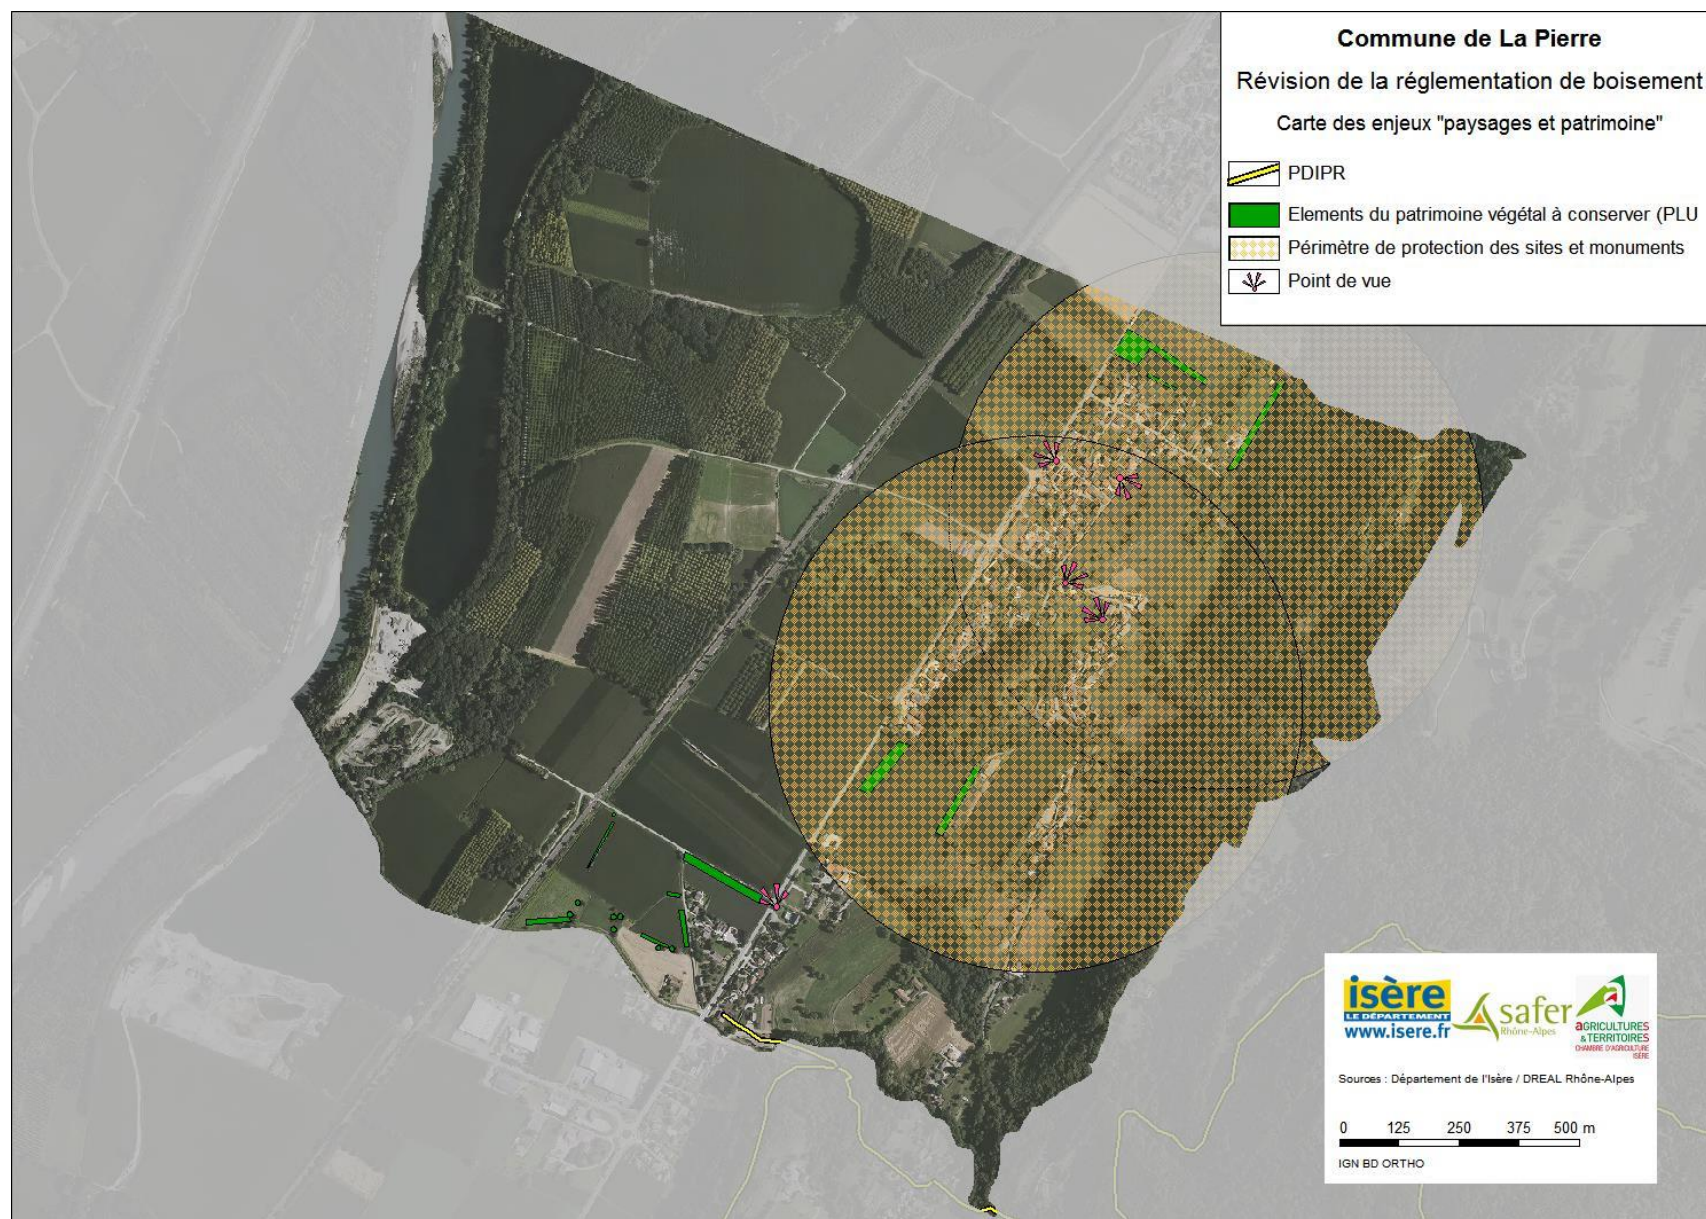 Commune de La Pierre
Révision de la réglementation de boisement
Carte des enjeux "paysages et patrimoine"
PDIPR
Elements du patrimoine végétal à conserver (PLU
Périmètre de protection des sites et monuments
Point de vue
isère
LE DÉPARTEMENT
www.isere.fr
safer
Rhône-Alpes
aGRICULTURES
& TERRITOIRES
CHAMBRE D'AGRICULTURE
ISÈRE
Sources : Département de l'Isère / DREAL Rhône-Alpes
0 125 250 375 500 m
IGN BD ORTHO